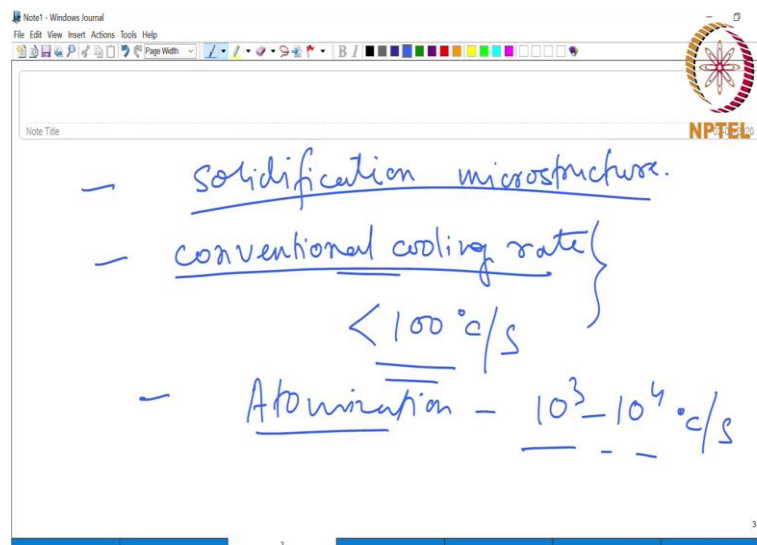 Note1 - Windows Journal
File Edit View Insert Actions Tools Help
Page Width
B I
Note Title
NPTEL
- solidification microstructure.
- conventional cooling rate
< 100 °c/s
- Atomization - 10³ - 10⁴ °c/s
3